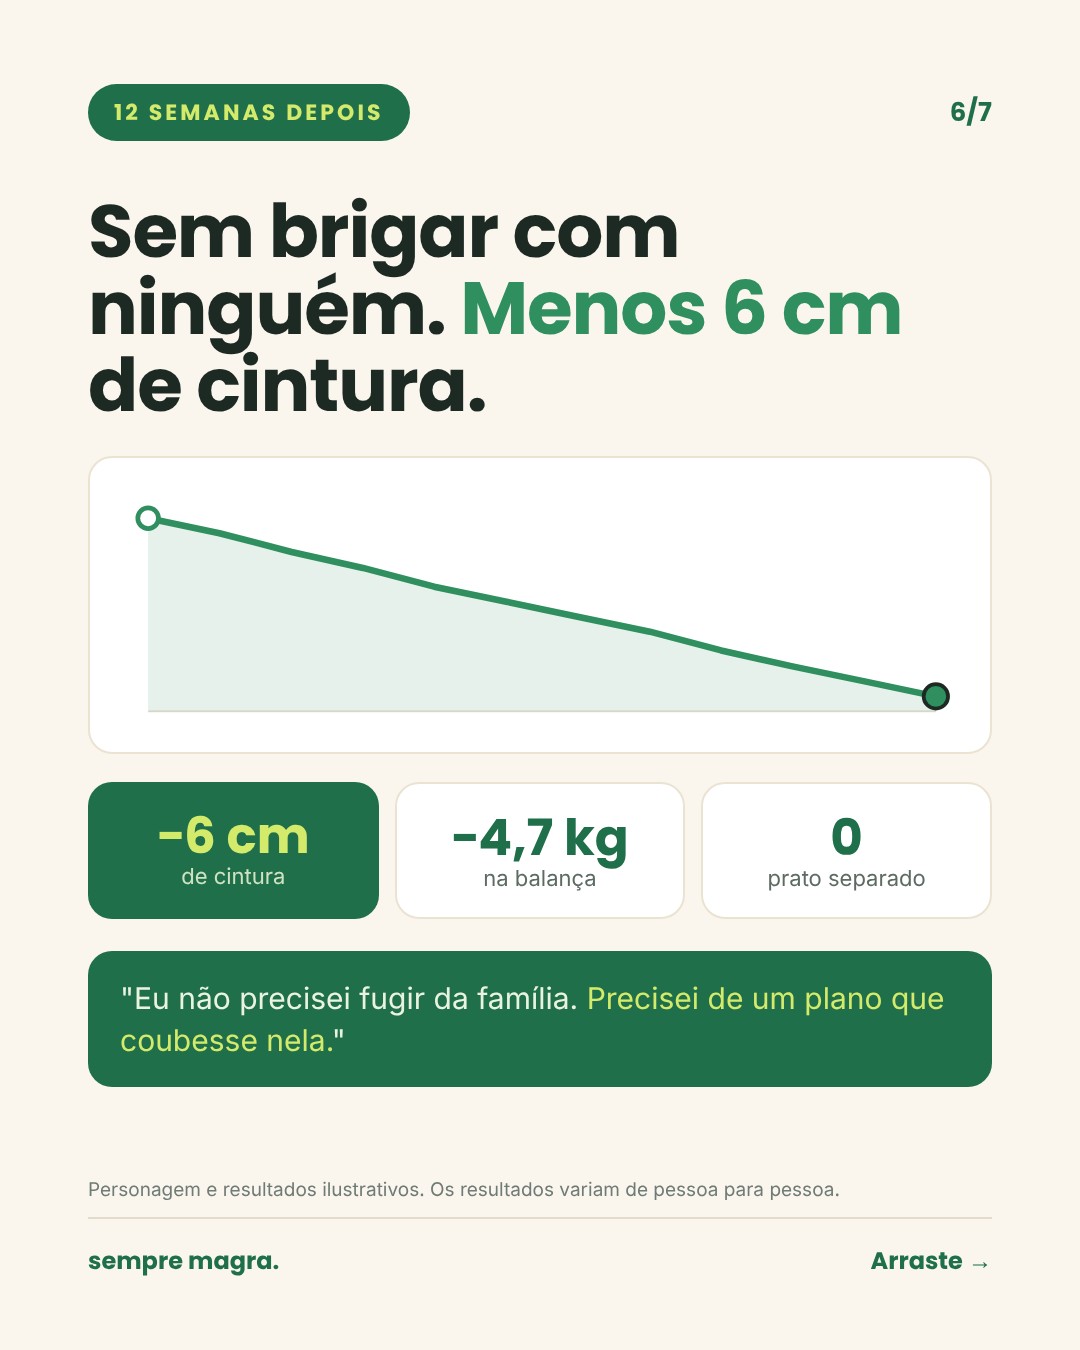 12 SEMANAS DEPOIS
6/7
Sem brigar com
ninguém. Menos 6 cm
de cintura.
−6 cm
de cintura
−4,7 kg
na balança
0
prato separado
"Eu não precisei fugir da família. Precisei de um plano que
coubesse nela."
Personagem e resultados ilustrativos. Os resultados variam de pessoa para pessoa.
sempre magra.
Arraste →